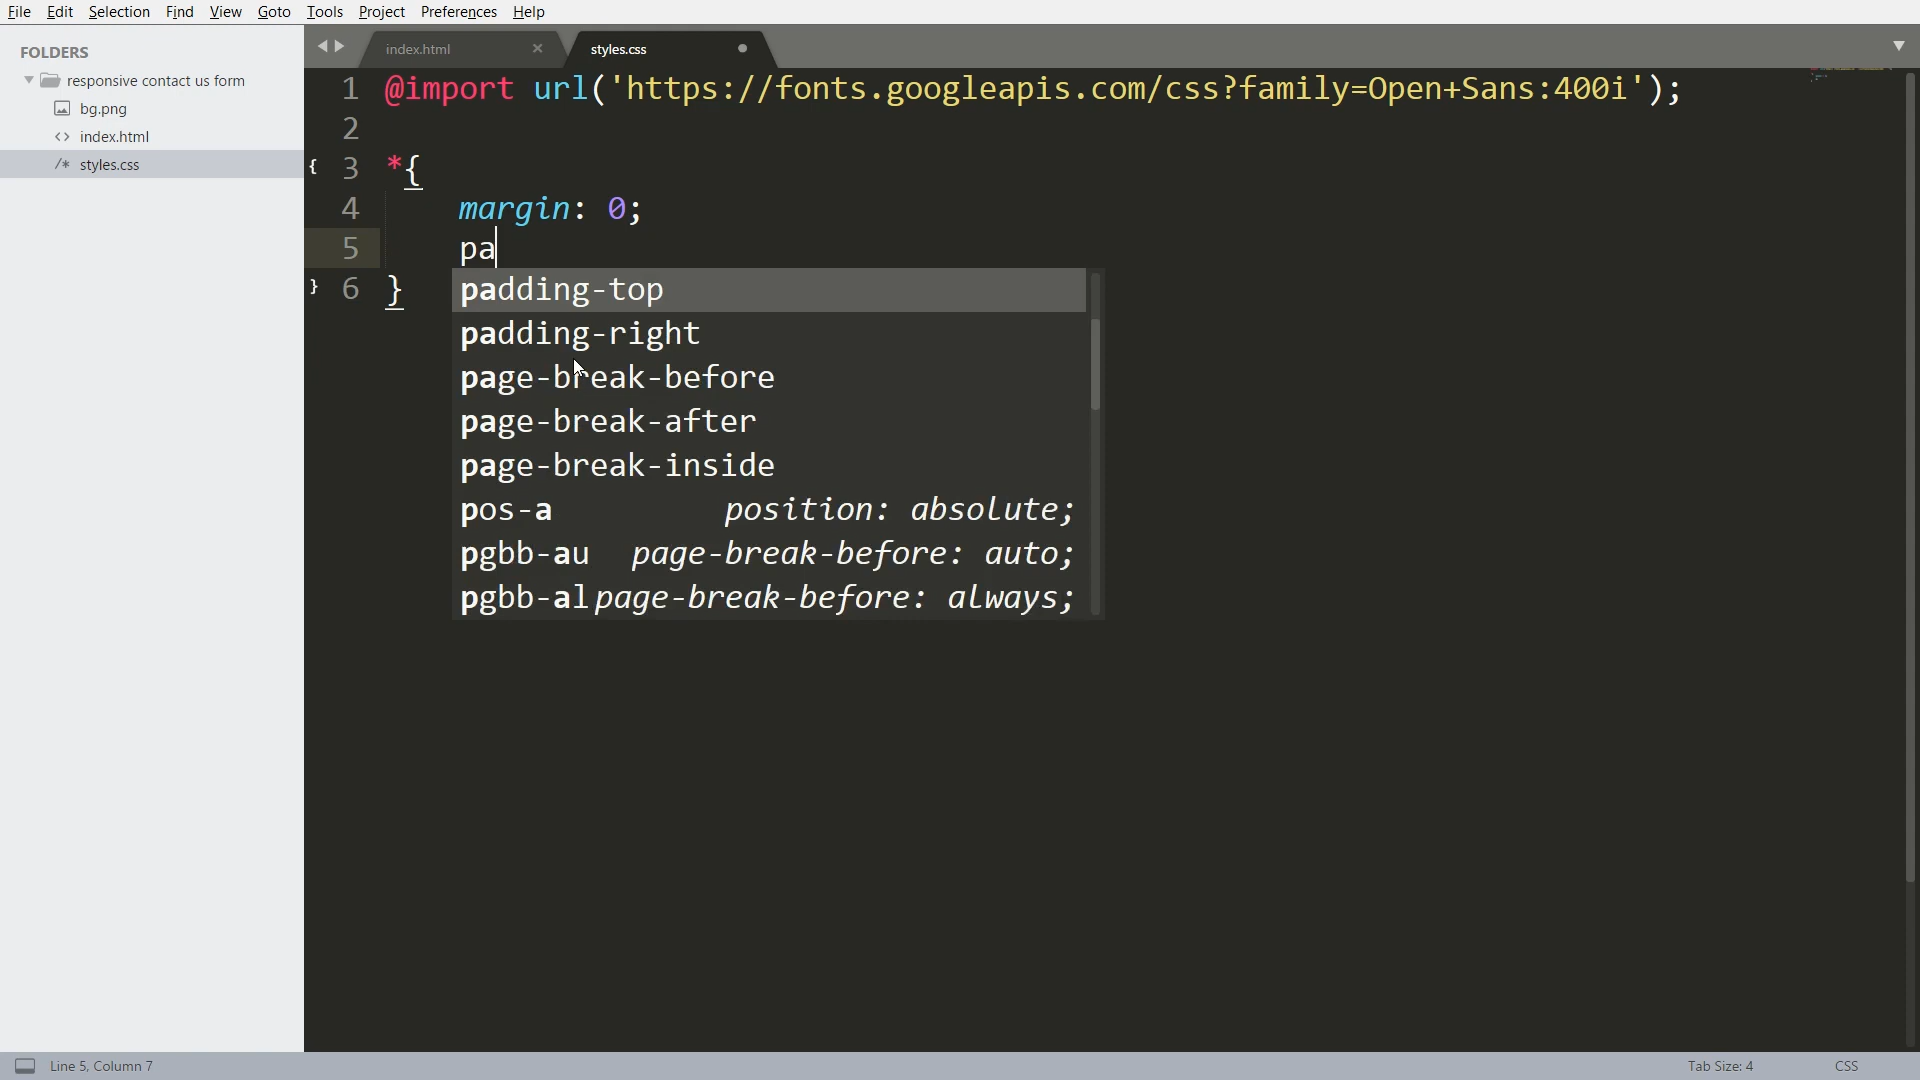 File Edit Selection Find View Goto Tools Project Preferences Help
FOLDERS
responsive contact us form
bg.png
<> index.html
/* styles.css
index.html ×
styles.css
1 @import url('https://fonts.googleapis.com/css?family=Open+Sans:400i');
2
{ 3 *{
4 margin: 0;
5 pa
} 6 }
padding-top
padding-right
page-break-before
page-break-after
page-break-inside
pos-a position: absolute;
pgbb-au page-break-before: auto;
pgbb-al page-break-before: always;
Line 5, Column 7
Tab Size: 4
CSS